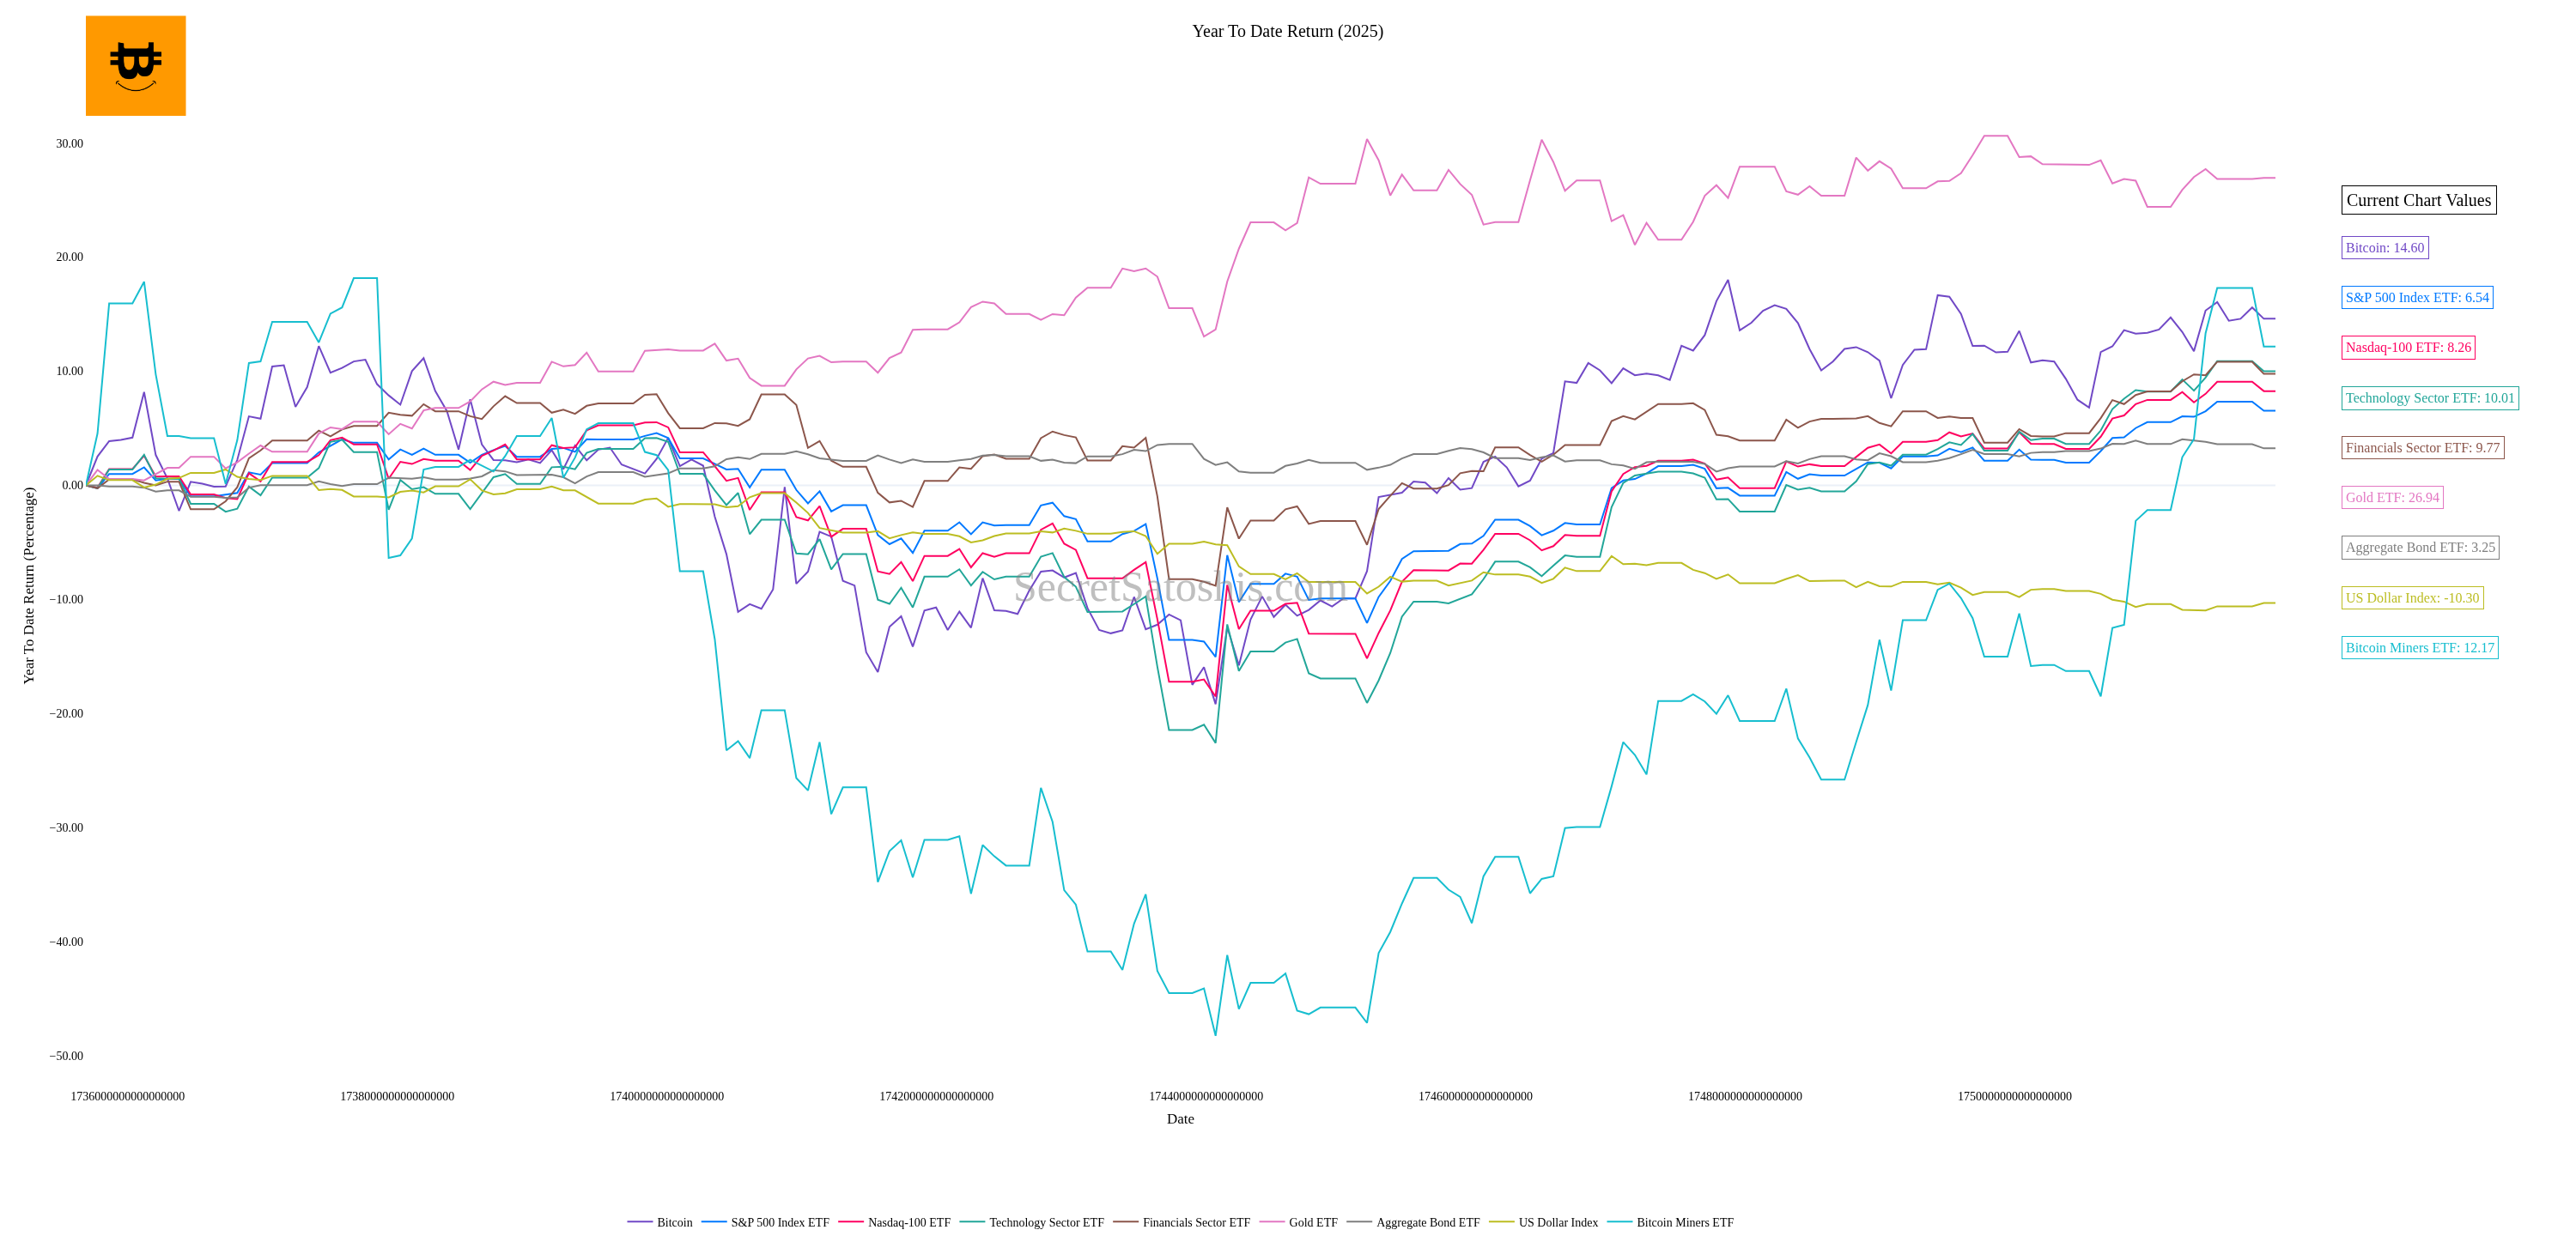 Year To Date Return (2025)
30.00
20.00
10.00
0.00
−10.00
−20.00
−30.00
−40.00
−50.00
Year To Date Return (Percentage)
SecretSatoshis.com
Current Chart Values
Bitcoin: 14.60
S&P 500 Index ETF: 6.54
Nasdaq-100 ETF: 8.26
Technology Sector ETF: 10.01
Financials Sector ETF: 9.77
Gold ETF: 26.94
Aggregate Bond ETF: 3.25
US Dollar Index: -10.30
Bitcoin Miners ETF: 12.17
1736000000000000000 1738000000000000000 1740000000000000000 1742000000000000000 1744000000000000000 1746000000000000000 1748000000000000000 1750000000000000000
Date
Bitcoin S&P 500 Index ETF Nasdaq-100 ETF Technology Sector ETF Financials Sector ETF Gold ETF Aggregate Bond ETF US Dollar Index Bitcoin Miners ETF